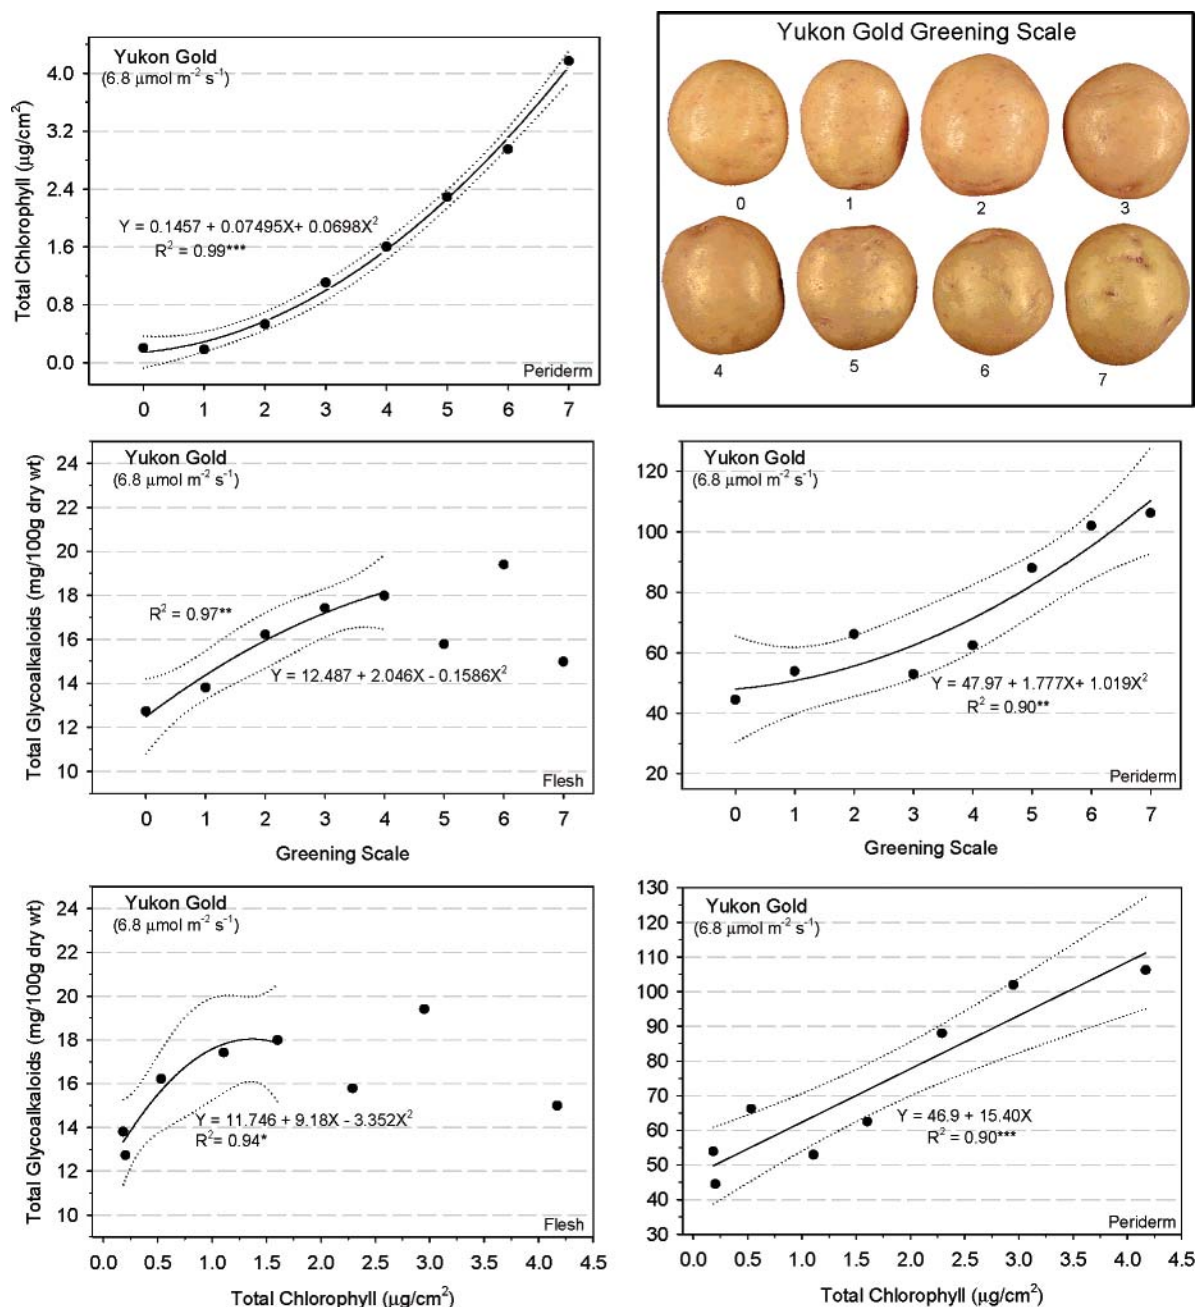 Yukon Gold
(6.8 μmol m⁻² s⁻¹)
Total Chlorophyll (μg/cm²)
4.0
3.2
2.4
1.6
0.8
0.0
Y = 0.1457 + 0.07495X+ 0.0698X²
R² = 0.99***
Periderm
0 1 2 3 4 5 6 7
Yukon Gold Greening Scale
0 1 2 3
4 5 6 7
Yukon Gold
(6.8 μmol m⁻² s⁻¹)
Total Glycoalkaloids (mg/100g dry wt)
24
22
20
18
16
14
12
10
R² = 0.97**
Y = 12.487 + 2.046X - 0.1586X²
Flesh
0 1 2 3 4 5 6 7
Greening Scale
Yukon Gold
(6.8 μmol m⁻² s⁻¹)
120
100
80
60
40
20
Y = 47.97 + 1.777X+ 1.019X²
R² = 0.90**
Periderm
0 1 2 3 4 5 6 7
Greening Scale
Yukon Gold
(6.8 μmol m⁻² s⁻¹)
Total Glycoalkaloids (mg/100g dry wt)
24
22
20
18
16
14
12
10
Y = 11.746 + 9.18X - 3.352X²
R²= 0.94*
Flesh
0.0 0.5 1.0 1.5 2.0 2.5 3.0 3.5 4.0 4.5
Total Chlorophyll (μg/cm²)
Yukon Gold
(6.8 μmol m⁻² s⁻¹)
130
120
110
100
90
80
70
60
50
40
30
Y = 46.9 + 15.40X
R² = 0.90***
Periderm
0.0 0.5 1.0 1.5 2.0 2.5 3.0 3.5 4.0 4.5
Total Chlorophyll (μg/cm²)